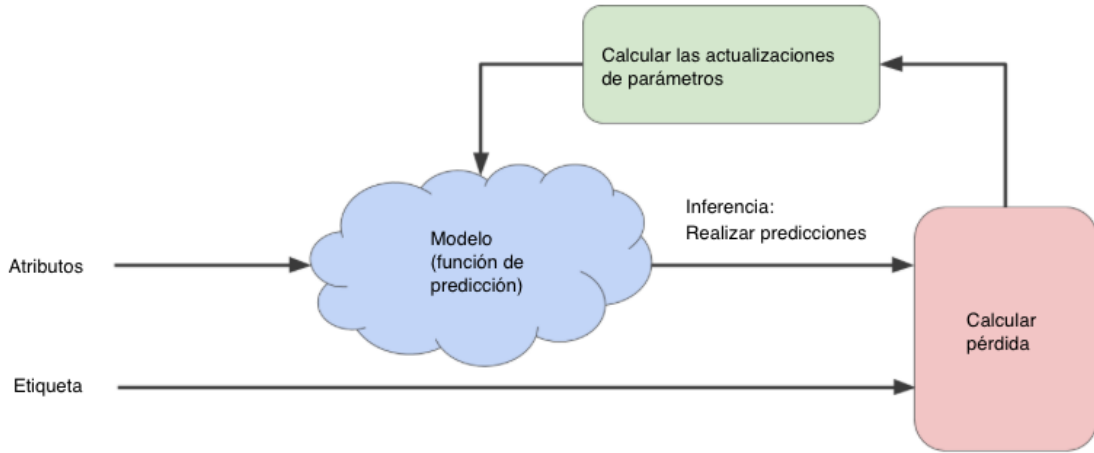 Calcular las actualizaciones
de parámetros
Inferencia:
Realizar predicciones
Modelo
(función de
predicción)
Atributos
Calcular
pérdida
Etiqueta